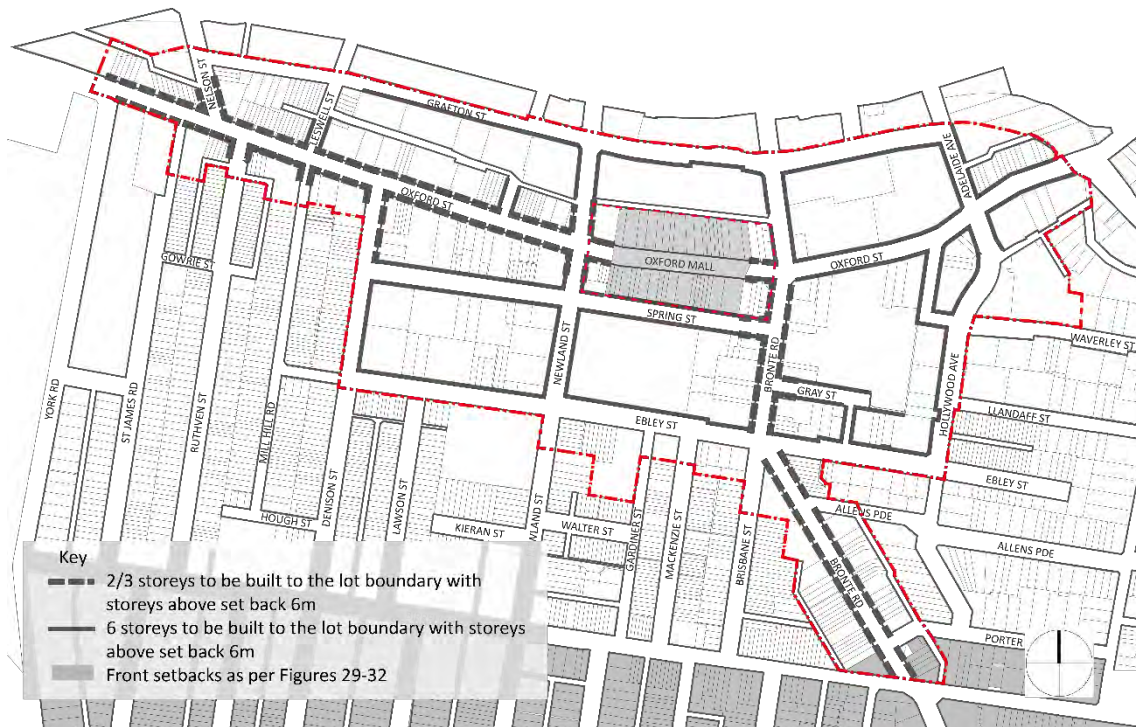 NELSON ST
LESWELL ST
GRAFTON ST
ADELAIDE AVE
OXFORD ST
OXFORD MALL
OXFORD ST
GOWRIE ST
SPRING ST
WAVERLEY ST
NEWLAND ST
BRONTE RD
GRAY ST
HOLLYWOOD AVE
LLANDAFF ST
YORK RD
ST JAMES RD
RUTHVEN ST
MILL HILL RD
DENISON ST
LAWSON ST
EBLEY ST
EBLEY ST
ALLENS PDE
ALLENS PDE
HOUGH ST
KIERAN ST
WLAND ST
WALTER ST
GARDINER ST
MACKENZIE ST
BRISBANE ST
BRONTE RD
PORTER
Key
2/3 storeys to be built to the lot boundary with
storeys above set back 6m
6 storeys to be built to the lot boundary with storeys
above set back 6m
Front setbacks as per Figures 29-32